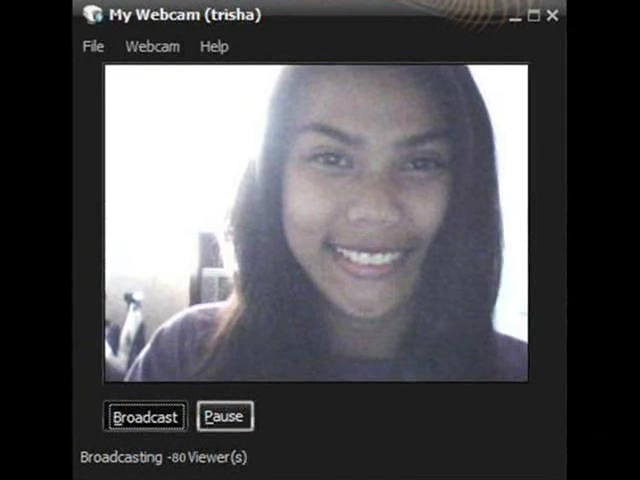 My Webcam (trisha)
File Webcam Help
Broadcast Pause
Broadcasting -80 Viewer(s)